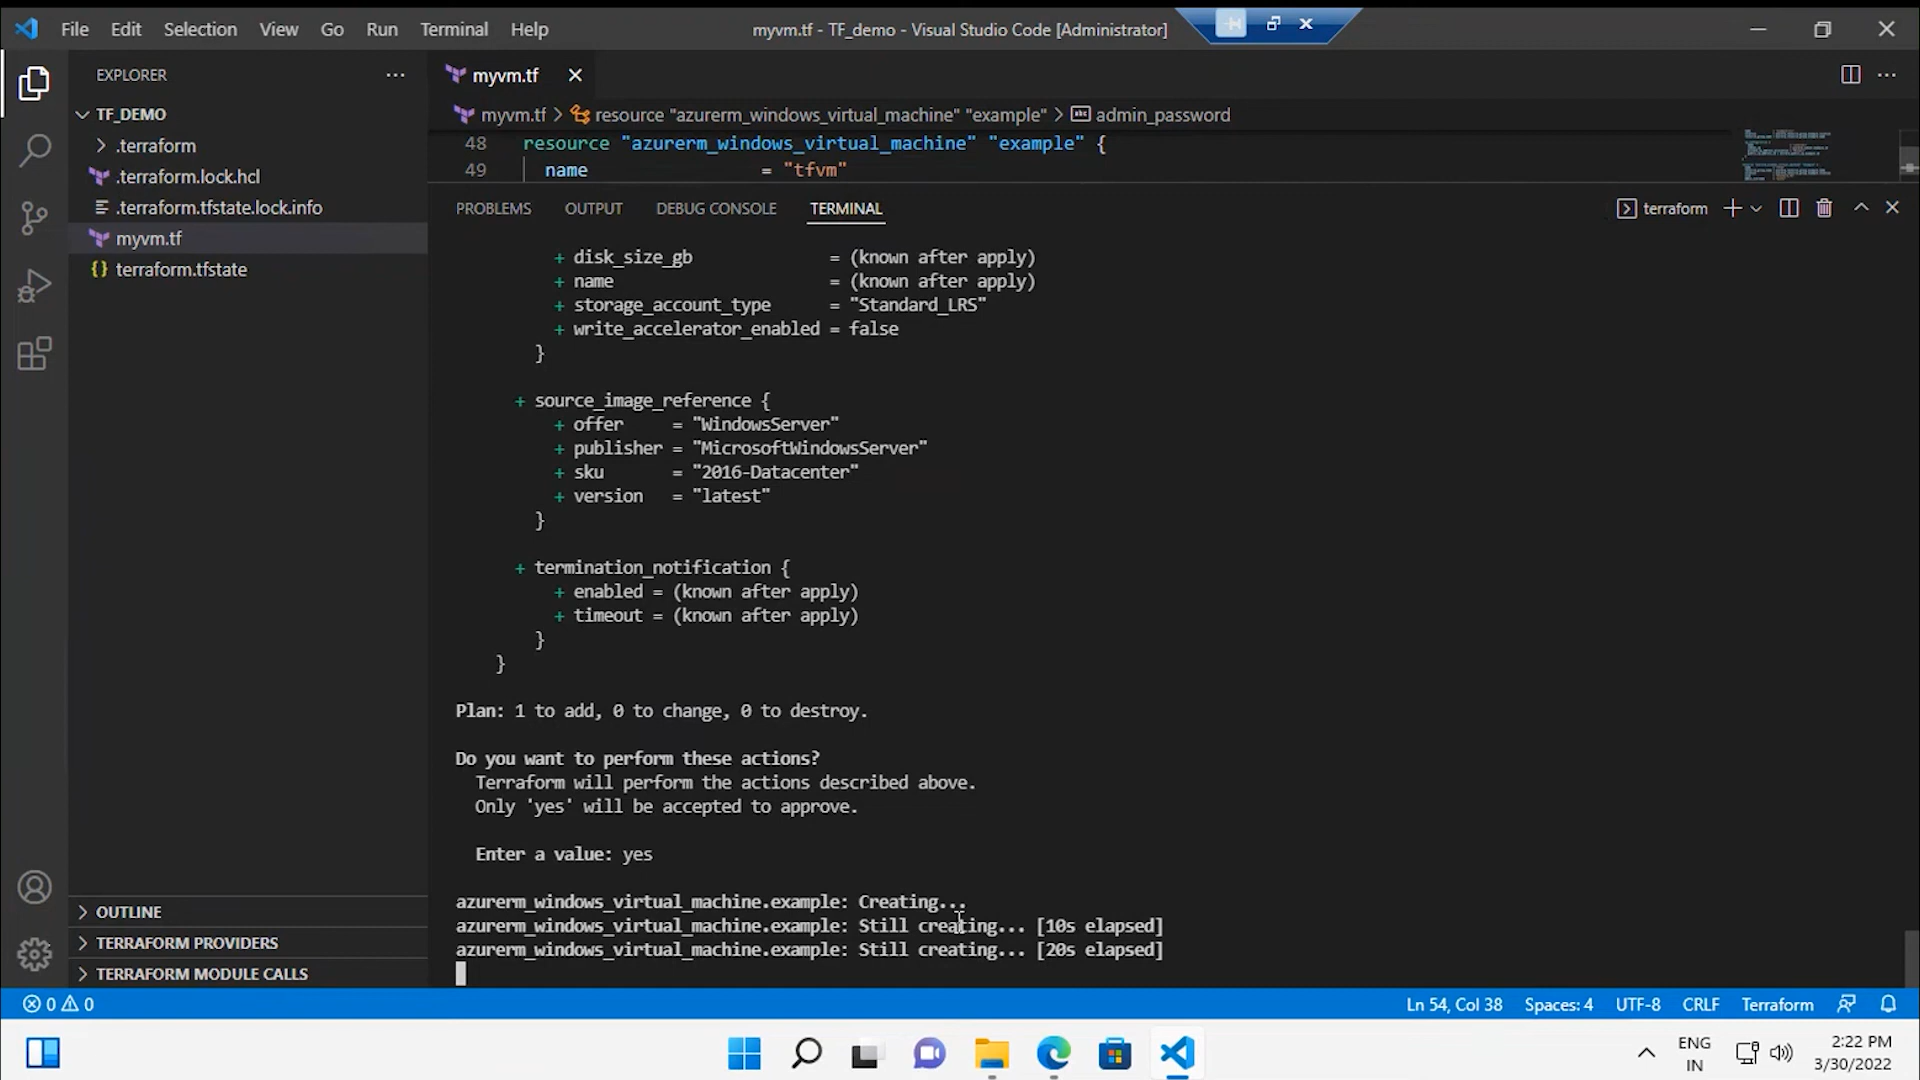 File Edit Selection View Go Run Terminal Help
myvm.tf - TF_demo - Visual Studio Code [Administrator]
EXPLORER
TF_DEMO
.terraform
.terraform.lock.hcl
.terraform.tfstate.lock.info
myvm.tf
terraform.tfstate
OUTLINE
TERRAFORM PROVIDERS
TERRAFORM MODULE CALLS
myvm.tf
myvm.tf > resource "azurerm_windows_virtual_machine" "example" > admin_password
48 resource "azurerm_windows_virtual_machine" "example" {
49 name = "tfvm"
PROBLEMS OUTPUT DEBUG CONSOLE TERMINAL
terraform
+ disk_size_gb = (known after apply)
+ name = (known after apply)
+ storage_account_type = "Standard_LRS"
+ write_accelerator_enabled = false
}
+ source_image_reference {
+ offer = "WindowsServer"
+ publisher = "MicrosoftWindowsServer"
+ sku = "2016-Datacenter"
+ version = "latest"
}
+ termination_notification {
+ enabled = (known after apply)
+ timeout = (known after apply)
}
}
Plan: 1 to add, 0 to change, 0 to destroy.
Do you want to perform these actions?
Terraform will perform the actions described above.
Only 'yes' will be accepted to approve.
Enter a value: yes
azurerm_windows_virtual_machine.example: Creating...
azurerm_windows_virtual_machine.example: Still creating... [10s elapsed]
azurerm_windows_virtual_machine.example: Still creating... [20s elapsed]
0 0
Ln 54, Col 38 Spaces: 4 UTF-8 CRLF Terraform
ENG
IN
2:22 PM
3/30/2022